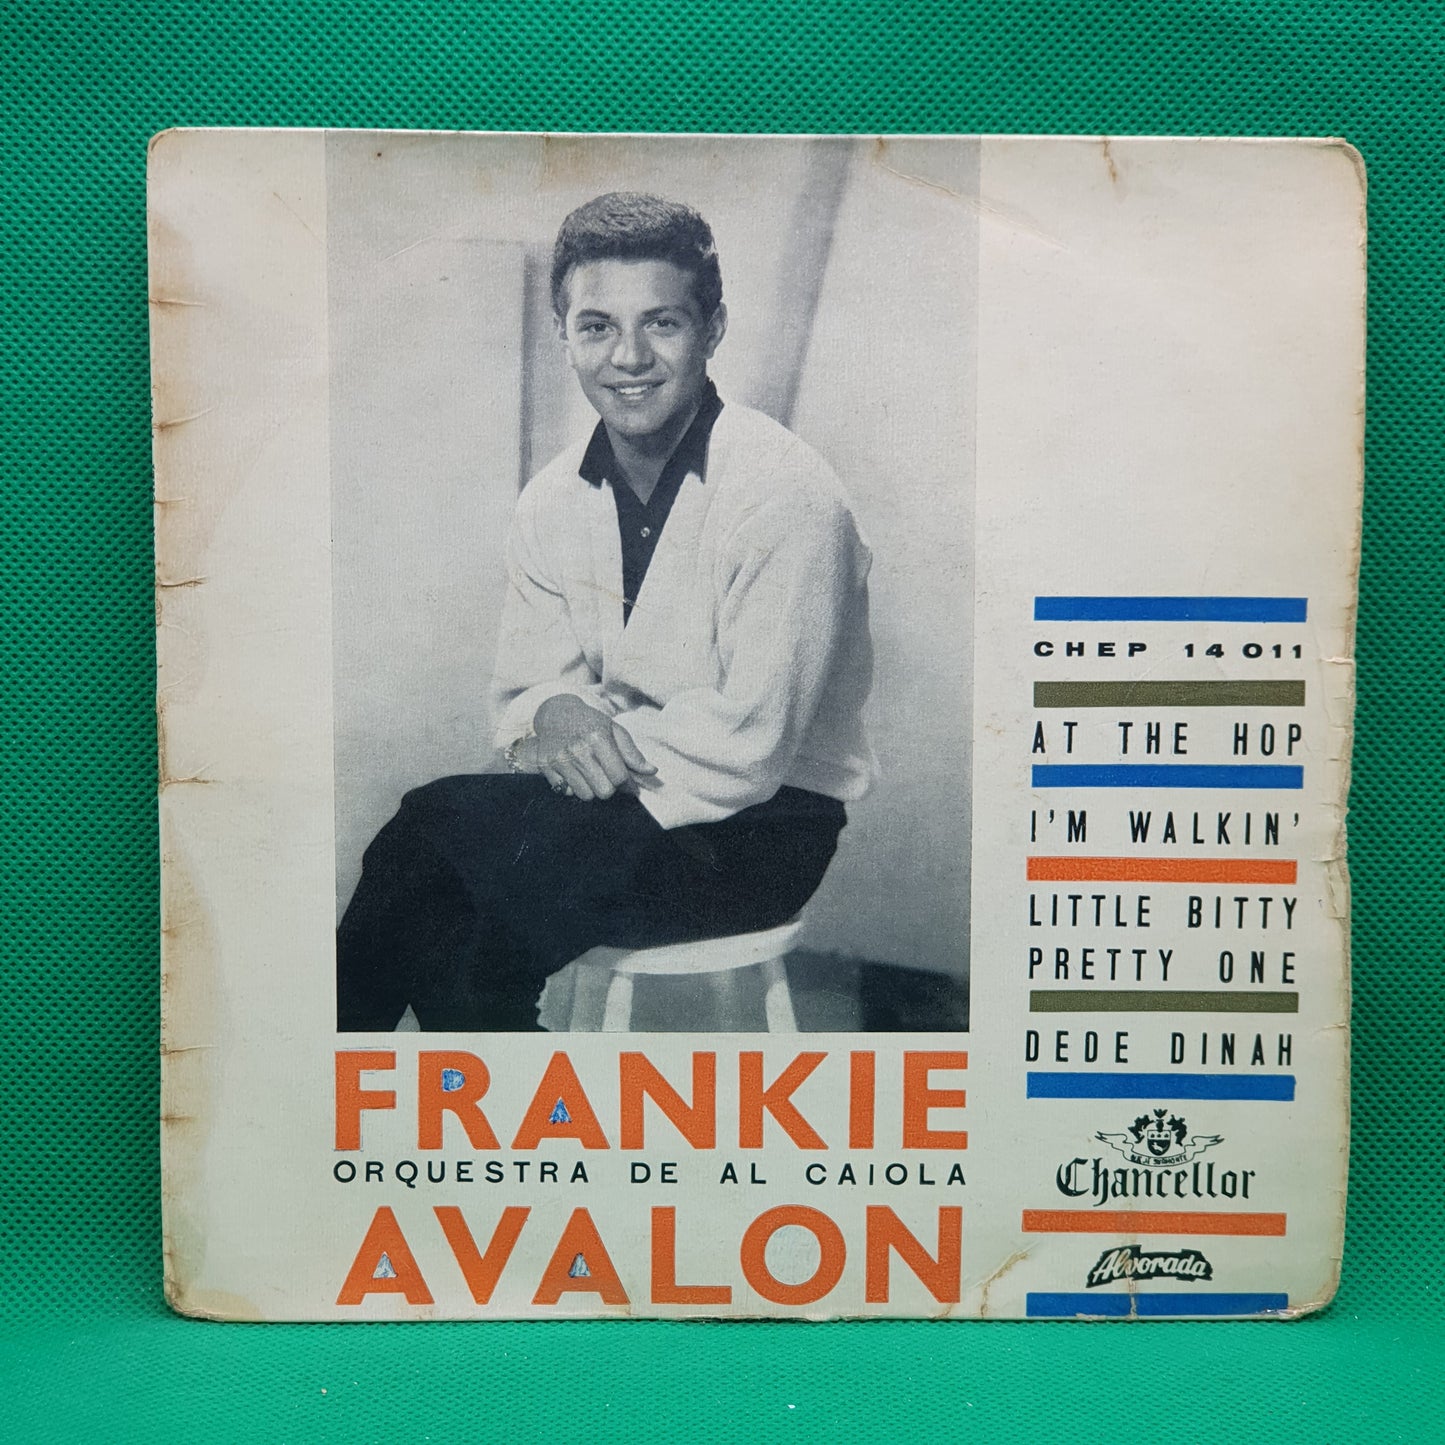 CHEP 14 011
AT THE HOP
I'M WALKIN'
LITTLE BITTY
PRETTY ONE
DEDE DINAH
FRANKIE
ORQUESTRA DE AL CAIOLA
AVALON
Chancellor
Alvorada